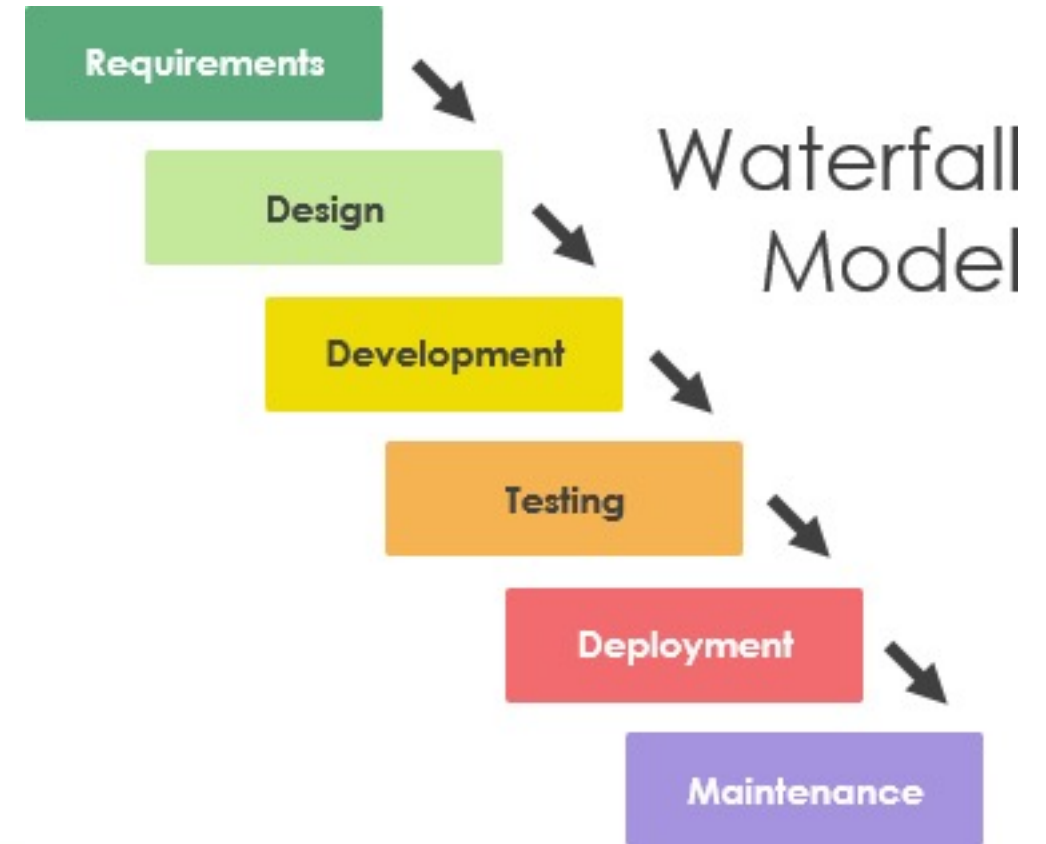 Requirements
Waterfall
Model
Design
Development
Testing
Deployment
Maintenance